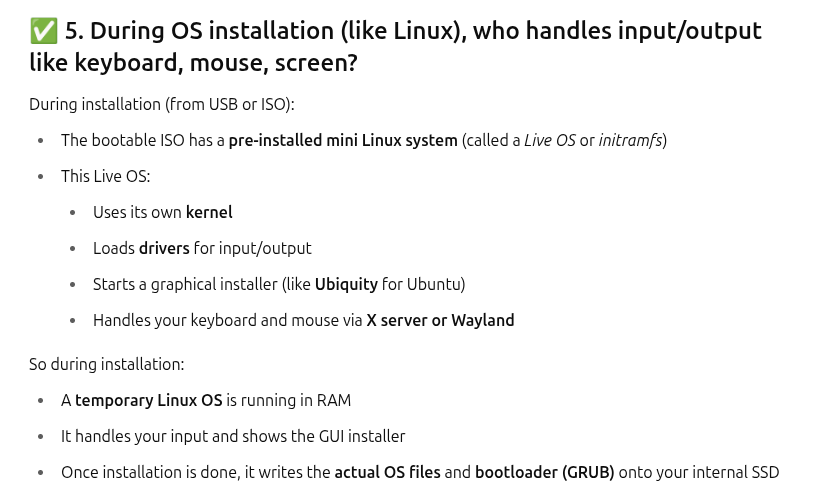 ✅ 5. During OS installation (like Linux), who handles input/output
like keyboard, mouse, screen?
During installation (from USB or ISO):
• The bootable ISO has a pre-installed mini Linux system (called a Live OS or initramfs)
• This Live OS:
• Uses its own kernel
• Loads drivers for input/output
• Starts a graphical installer (like Ubiquity for Ubuntu)
• Handles your keyboard and mouse via X server or Wayland
So during installation:
• A temporary Linux OS is running in RAM
• It handles your input and shows the GUI installer
• Once installation is done, it writes the actual OS files and bootloader (GRUB) onto your internal SSD